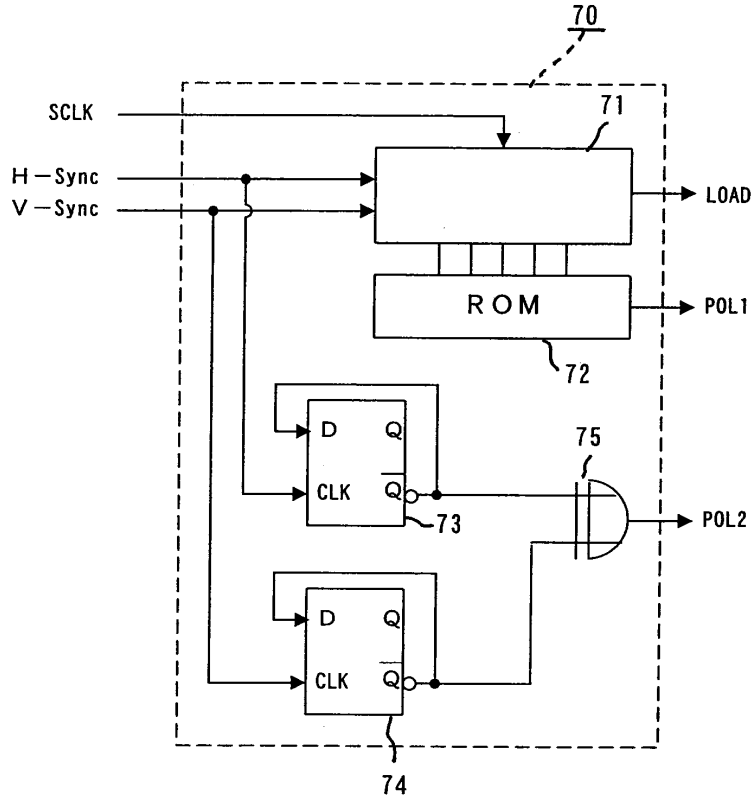 70
SCLK
71
H－Sync
V－Sync
LOAD
ROM
POL1
72
D Q
75
CLK Q
73
POL2
D Q
CLK Q
74